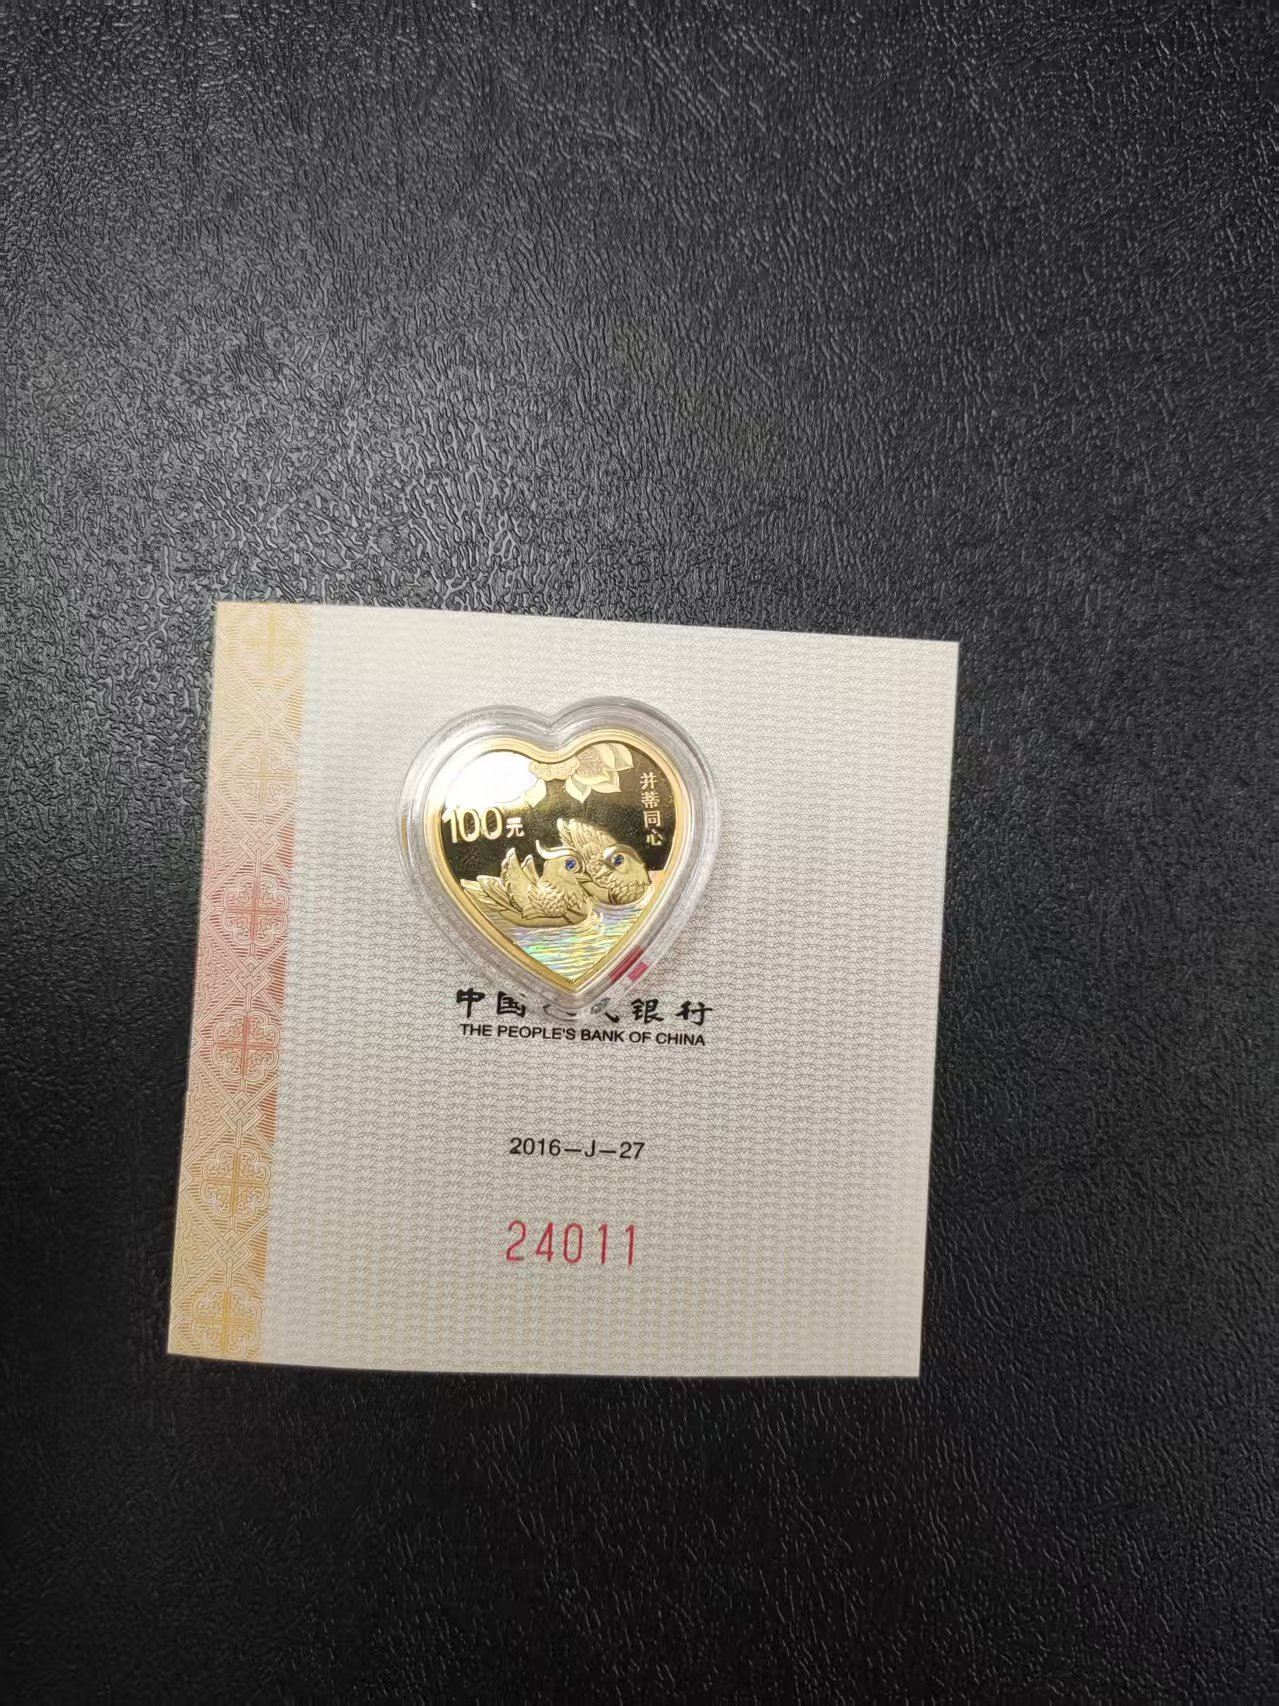 100元
并蒂同心
中国 民银行
THE PEOPLE'S BANK OF CHINA
2016—J—27
24011